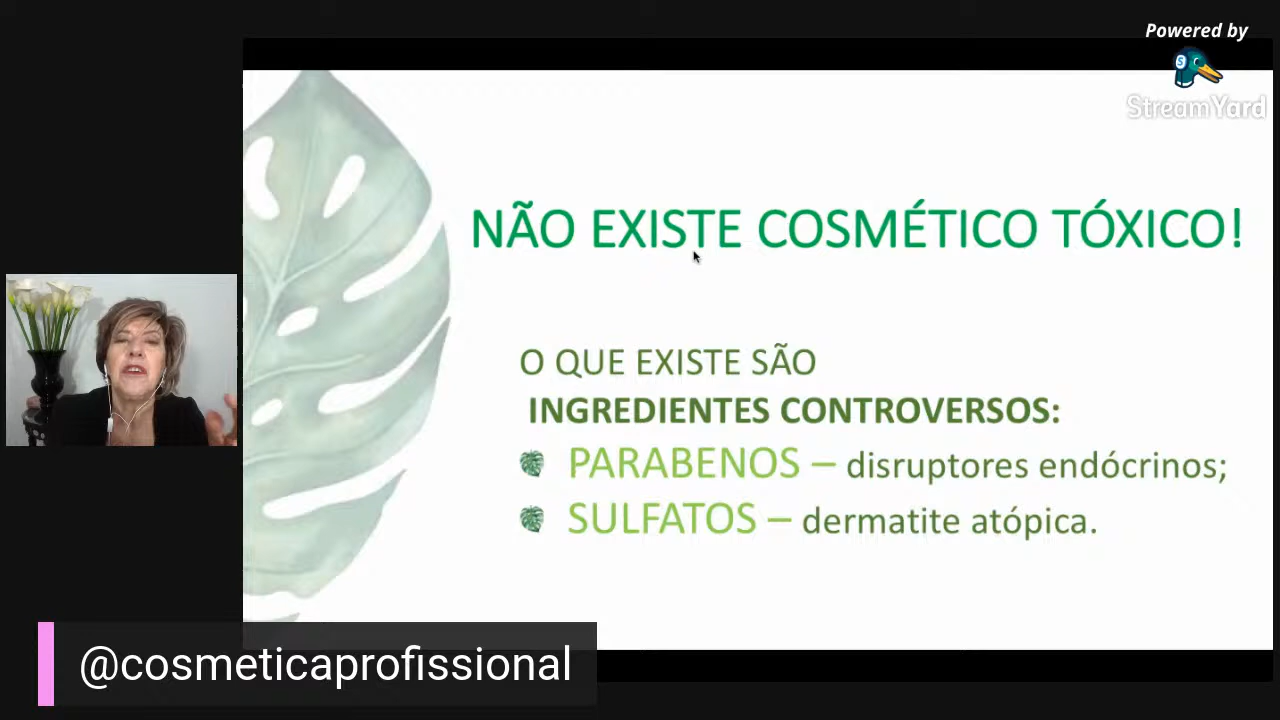 Powered by
StreamYard
NÃO EXISTE COSMÉTICO TÓXICO!
O QUE EXISTE SÃO
INGREDIENTES CONTROVERSOS:
PARABENOS – disruptores endócrinos;
SULFATOS – dermatite atópica.
@cosmeticaprofissional